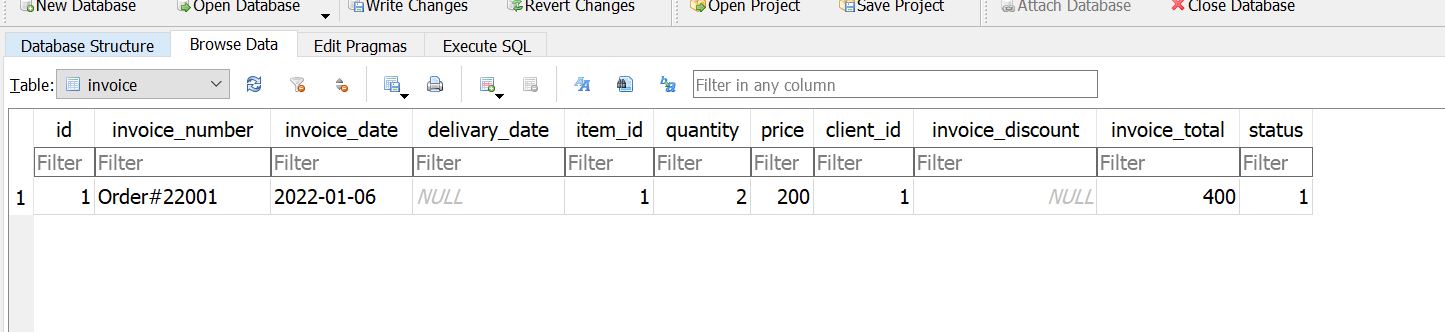 New Database Open Database Write Changes Revert Changes Open Project Save Project Attach Database Close Database
Database Structure Browse Data Edit Pragmas Execute SQL
Table: invoice Filter in any column
id invoice_number invoice_date delivary_date item_id quantity price client_id invoice_discount invoice_total status
Filter Filter Filter Filter Filter Filter Filter Filter Filter Filter Filter
1 1 Order#22001 2022-01-06 NULL 1 2 200 1 NULL 400 1